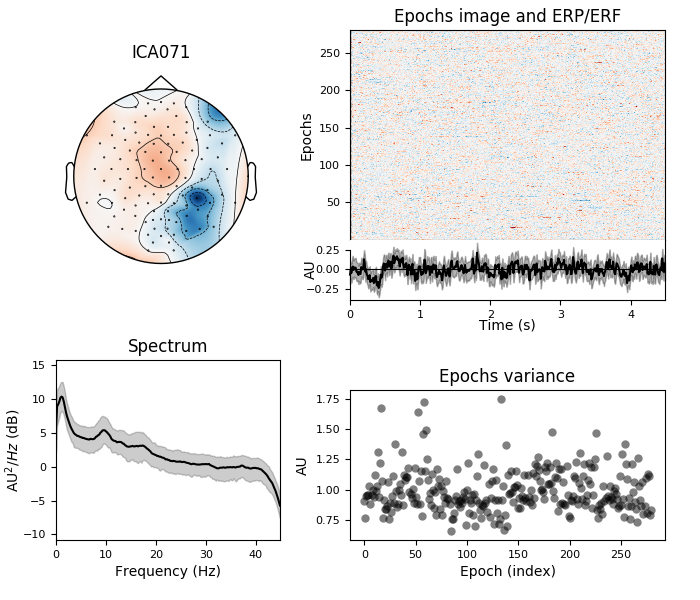 ICA071
Epochs image and ERP/ERF
Epochs
250
200
150
100
50
AU
0.25
0.00
−0.25
0 1 2 3 4
Time (s)
Spectrum
AU²/Hz (dB)
15
10
5
0
−5
−10
0 10 20 30 40
Frequency (Hz)
Epochs variance
AU
1.75
1.50
1.25
1.00
0.75
0 50 100 150 200 250
Epoch (index)